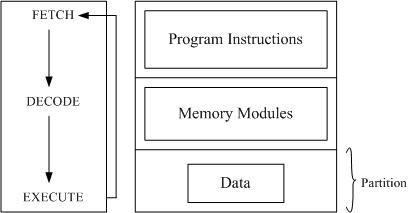 FETCH
DECODE
EXECUTE
Program Instructions
Memory Modules
Data
Partition